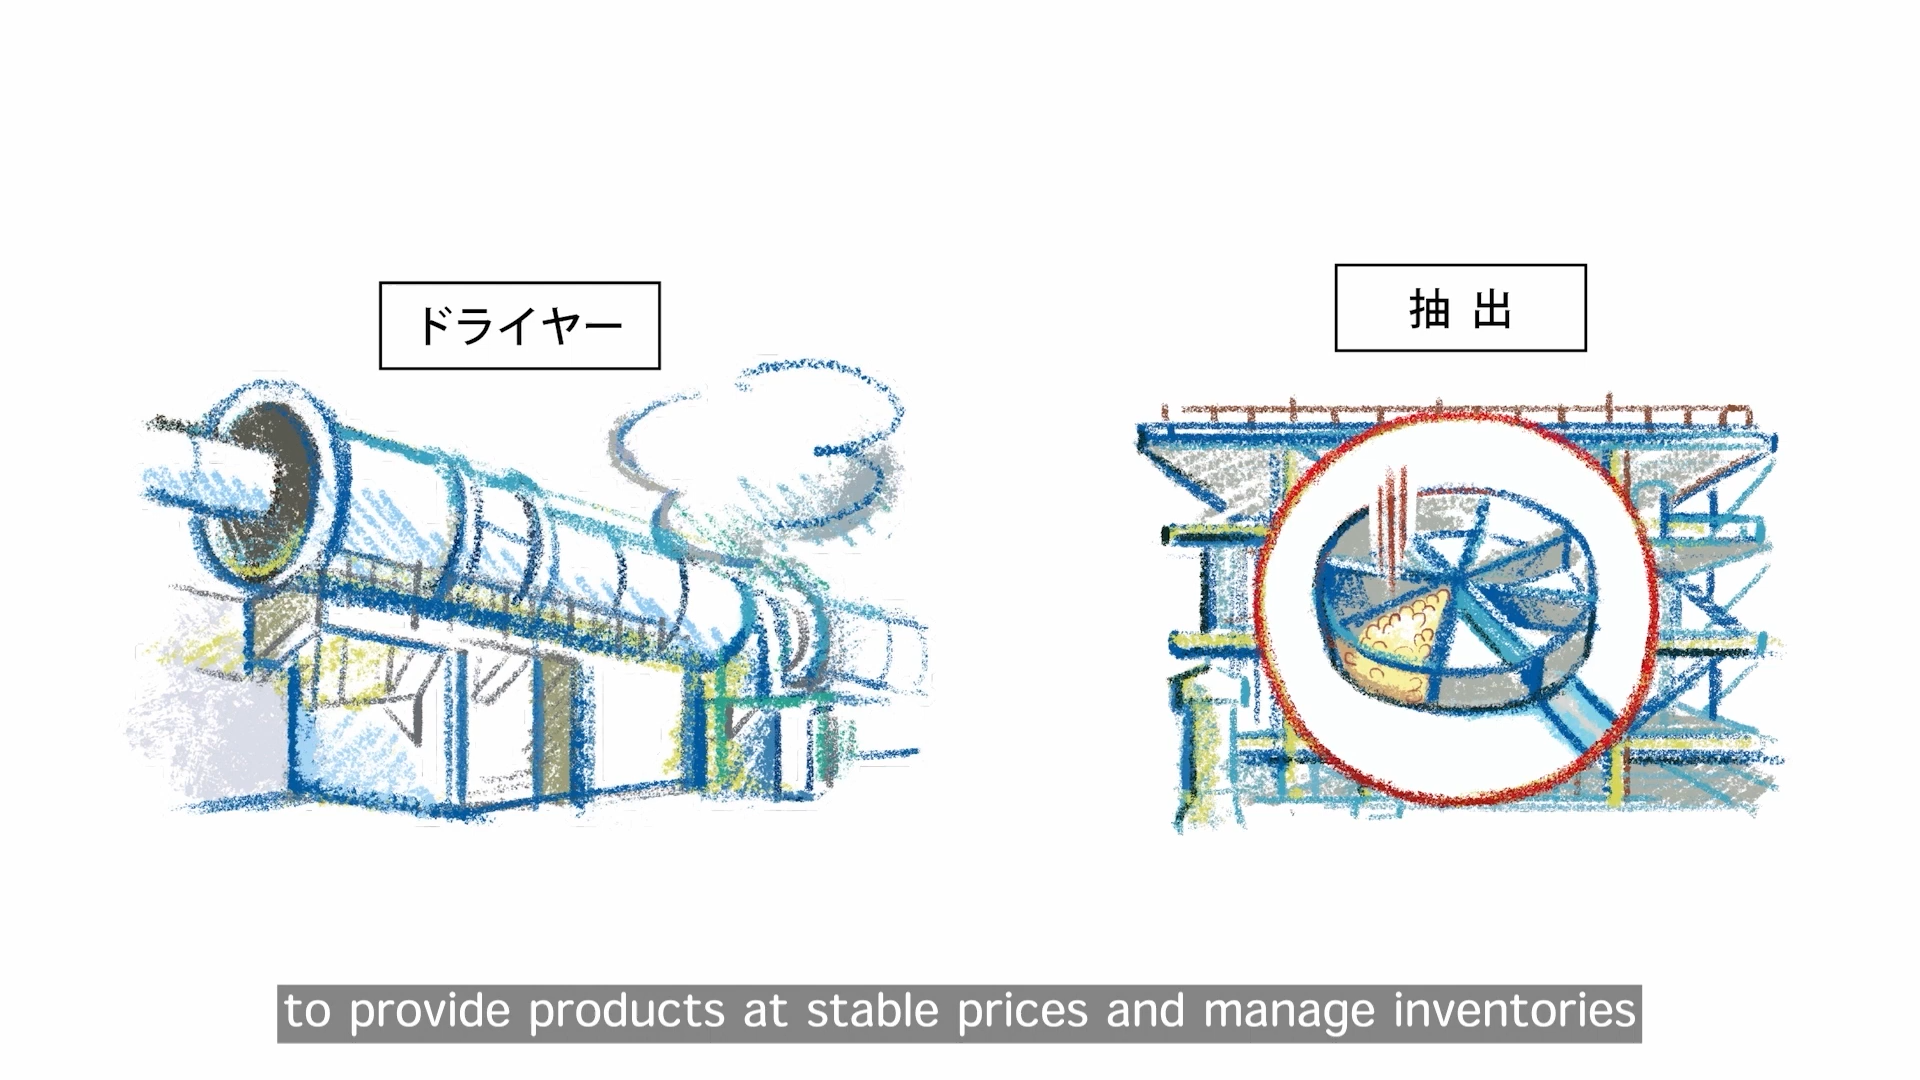 ドライヤー
抽出
to provide products at stable prices and manage inventories